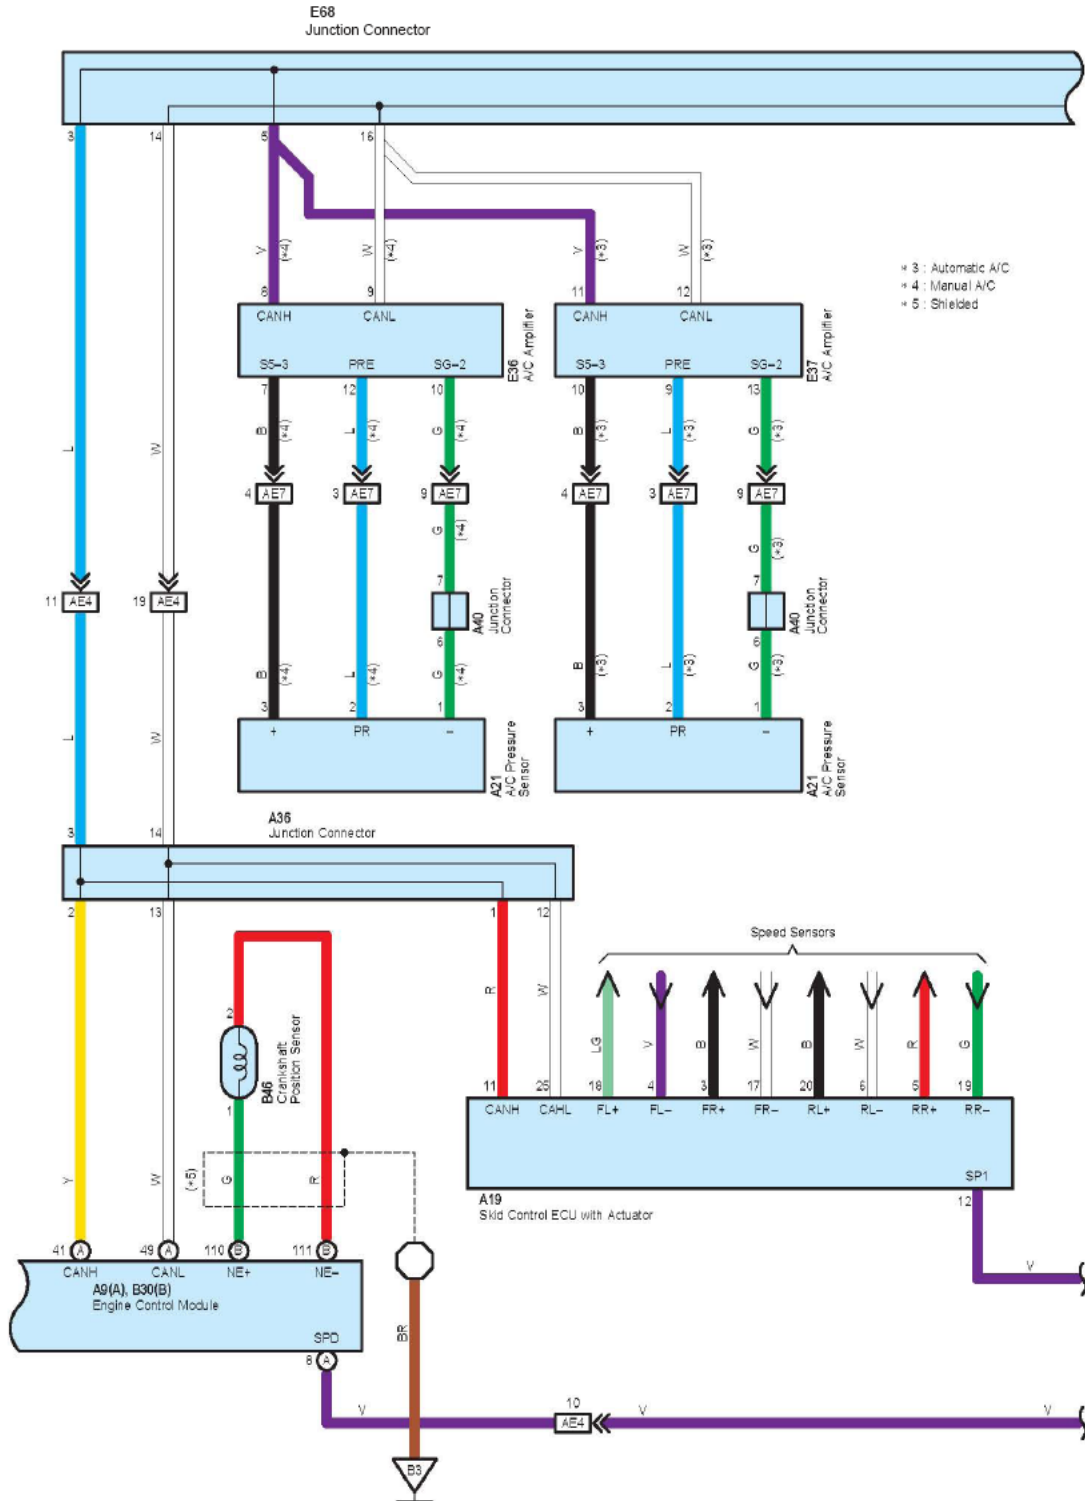 E68
Junction Connector
3 14 5 16
V (*4) W (*4) V (*3) W (*3)
* 3 : Automatic A/C
* 4 : Manual A/C
* 5 : Shielded
8 9 11 12
CANH CANL CANH CANL
S5–3 PRE SG–2 S5–3 PRE SG–2
E36
A/C Amplifier
E37
A/C Amplifier
7 12 10 10 9 13
L W B (*4) L (*4) G (*4) B (*3) L (*3) G (*3)
4 AE7 3 AE7 9 AE7 4 AE7 3 AE7 9 AE7
G (*4) G (*3)
7 7
11 AE4 19 AE4
A40
Junction
Connector
A40
Junction
Connector
6 6
B (*4) L (*4) G (*4) B (*3) L (*3) G (*3)
3 2 1 3 2 1
L W
+ PR – + PR –
A21
A/C Pressure
Sensor
A21
A/C Pressure
Sensor
A36
Junction Connector
3 14
2 13 1 12
Speed Sensors
R W
2
B46
Crankshaft
Position Sensor
1
LG V B W B W R G
11 25 18 4 3 17 20 6 5 19
CANH CAHL FL+ FL– FR+ FR– RL+ RL– RR+ RR–
SP1
12
A19
Skid Control ECU with Actuator
Y W (*5) G R
V
41 A 49 A 110 B 111 B
CANH CANL NE+ NE–
A9(A), B30(B)
Engine Control Module
SPD
8 A
BR
10
V AE4 V V
B3